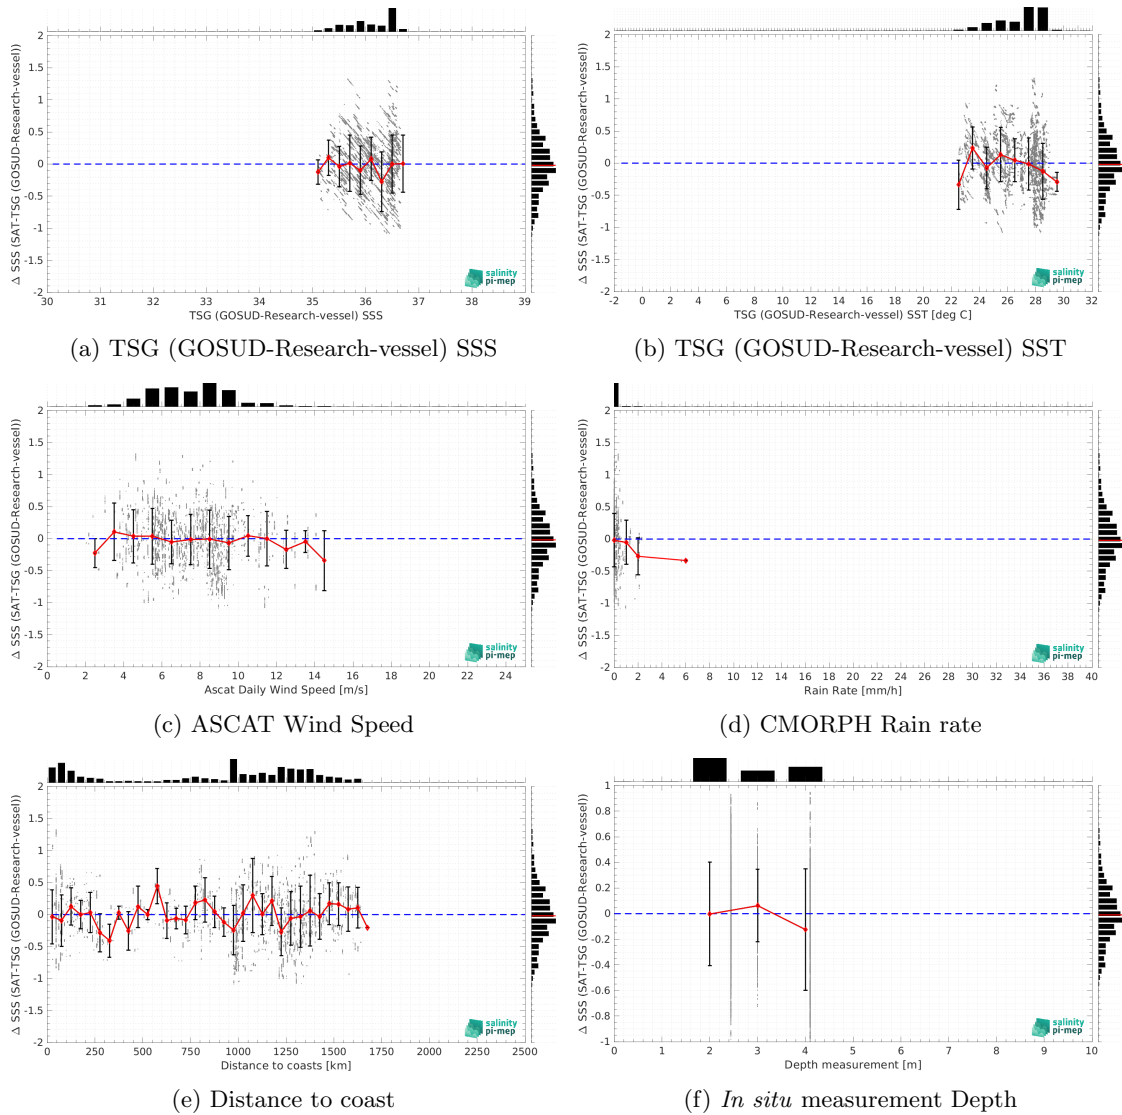 Δ SSS (SAT-TSG (GOSUD-Research-vessel))
2
1.5
1
0.5
0
-0.5
-1
-1.5
-2
30 31 32 33 34 35 36 37 38 39
TSG (GOSUD-Research-vessel) SSS
salinity
pi-mep
(a) TSG (GOSUD-Research-vessel) SSS
Δ SSS (SAT-TSG (GOSUD-Research-vessel))
2
1.5
1
0.5
0
-0.5
-1
-1.5
-2
-2 0 2 4 6 8 10 12 14 16 18 20 22 24 26 28 30 32
TSG (GOSUD-Research-vessel) SST [deg C]
salinity
pi-mep
(b) TSG (GOSUD-Research-vessel) SST
Δ SSS (SAT-TSG (GOSUD-Research-vessel))
2
1.5
1
0.5
0
-0.5
-1
-1.5
-2
0 2 4 6 8 10 12 14 16 18 20 22 24
Ascat Daily Wind Speed [m/s]
salinity
pi-mep
(c) ASCAT Wind Speed
Δ SSS (SAT-TSG (GOSUD-Research-vessel))
2
1.5
1
0.5
0
-0.5
-1
-1.5
-2
0 2 4 6 8 10 12 14 16 18 20 22 24 26 28 30 32 34 36 38 40
Rain Rate [mm/h]
salinity
pi-mep
(d) CMORPH Rain rate
Δ SSS (SAT-TSG (GOSUD-Research-vessel))
2
1.5
1
0.5
0
-0.5
-1
-1.5
-2
0 250 500 750 1000 1250 1500 1750 2000 2250 2500
Distance to coasts [km]
salinity
pi-mep
(e) Distance to coast
Δ SSS (SAT-TSG (GOSUD-Research-vessel))
1
0.8
0.6
0.4
0.2
0
-0.2
-0.4
-0.6
-0.8
-1
0 1 2 3 4 5 6 7 8 9 10
Depth measurement [m]
salinity
pi-mep
(f) In situ measurement Depth